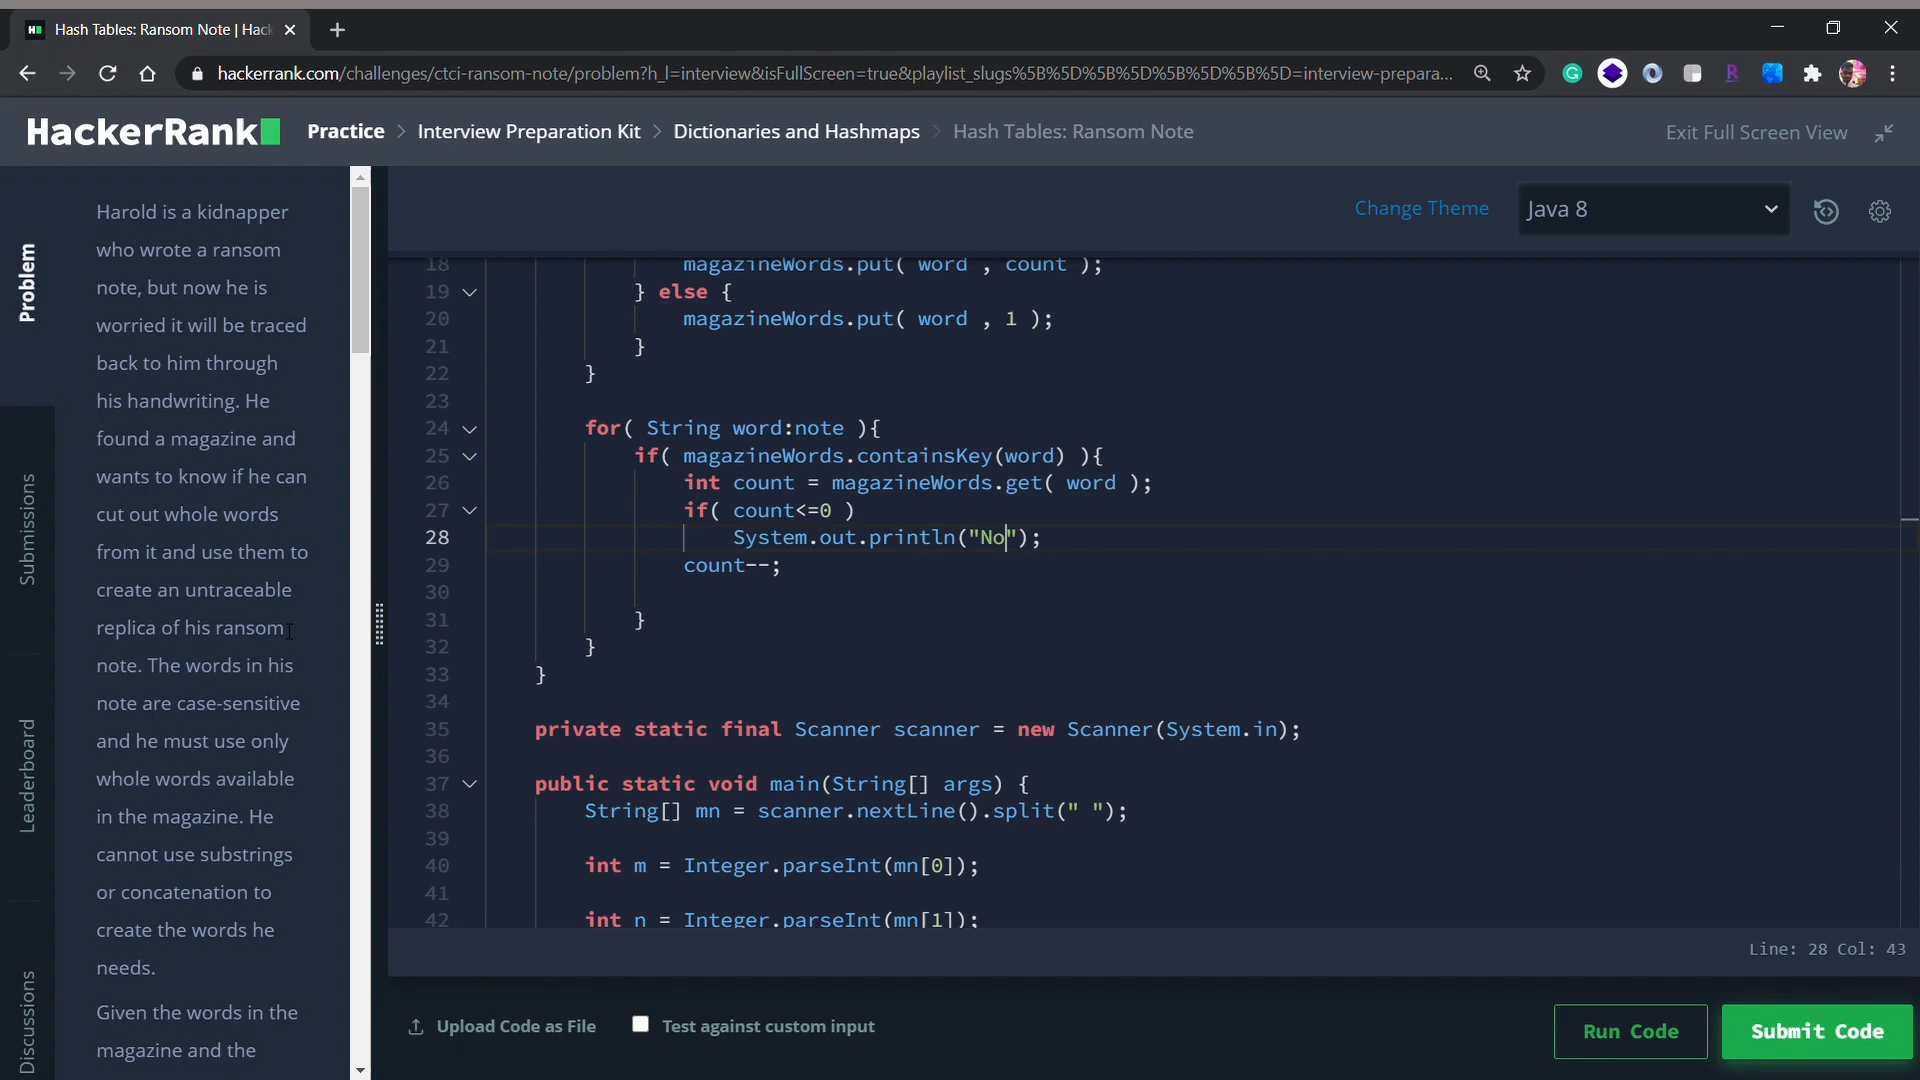 Hash Tables: Ransom Note | Hack
hackerrank.com/challenges/ctci-ransom-note/problem?h_l=interview&isFullScreen=true&playlist_slugs%5B%5D%5B%5D%5B%5D%5B%5D=interview-prepara...
HackerRank
Practice > Interview Preparation Kit > Dictionaries and Hashmaps > Hash Tables: Ransom Note
Exit Full Screen View
Problem
Submissions
Leaderboard
Discussions
Harold is a kidnapper
who wrote a ransom
note, but now he is
worried it will be traced
back to him through
his handwriting. He
found a magazine and
wants to know if he can
cut out whole words
from it and use them to
create an untraceable
replica of his ransom
note. The words in his
note are case-sensitive
and he must use only
whole words available
in the magazine. He
cannot use substrings
or concatenation to
create the words he
needs.
Given the words in the
magazine and the
Change Theme
Java 8
18 magazineWords.put( word , count );
19 } else {
20 magazineWords.put( word , 1 );
21 }
22 }
23
24 for( String word:note ){
25 if( magazineWords.containsKey(word) ){
26 int count = magazineWords.get( word );
27 if( count<=0 )
28 System.out.println("No");
29 count--;
30
31 }
32 }
33 }
34
35 private static final Scanner scanner = new Scanner(System.in);
36
37 public static void main(String[] args) {
38 String[] mn = scanner.nextLine().split(" ");
39
40 int m = Integer.parseInt(mn[0]);
41
42 int n = Integer.parseInt(mn[1]);
Line: 28 Col: 43
Upload Code as File
Test against custom input
Run Code
Submit Code